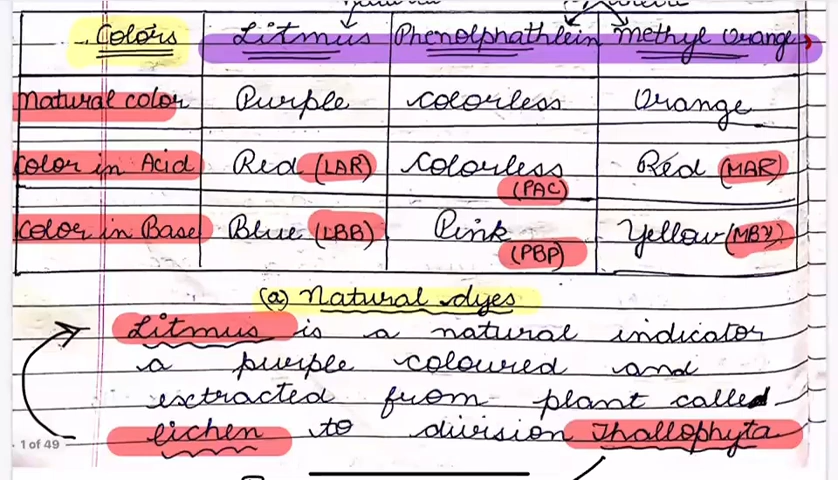 Colors Litmus Phenolphathlein Methyl Orange
Natural color Purple Colorless Orange
Color in Acid Red (LAR) Colorless (PAC) Red (MAR)
Color in Base Blue (LBB) Pink (PBP) Yellow (MBY)
(a) Natural dyes
Litmus is a natural indicator
a purple coloured and
extracted from plant called
lichen to division Thallophyta
1 of 49